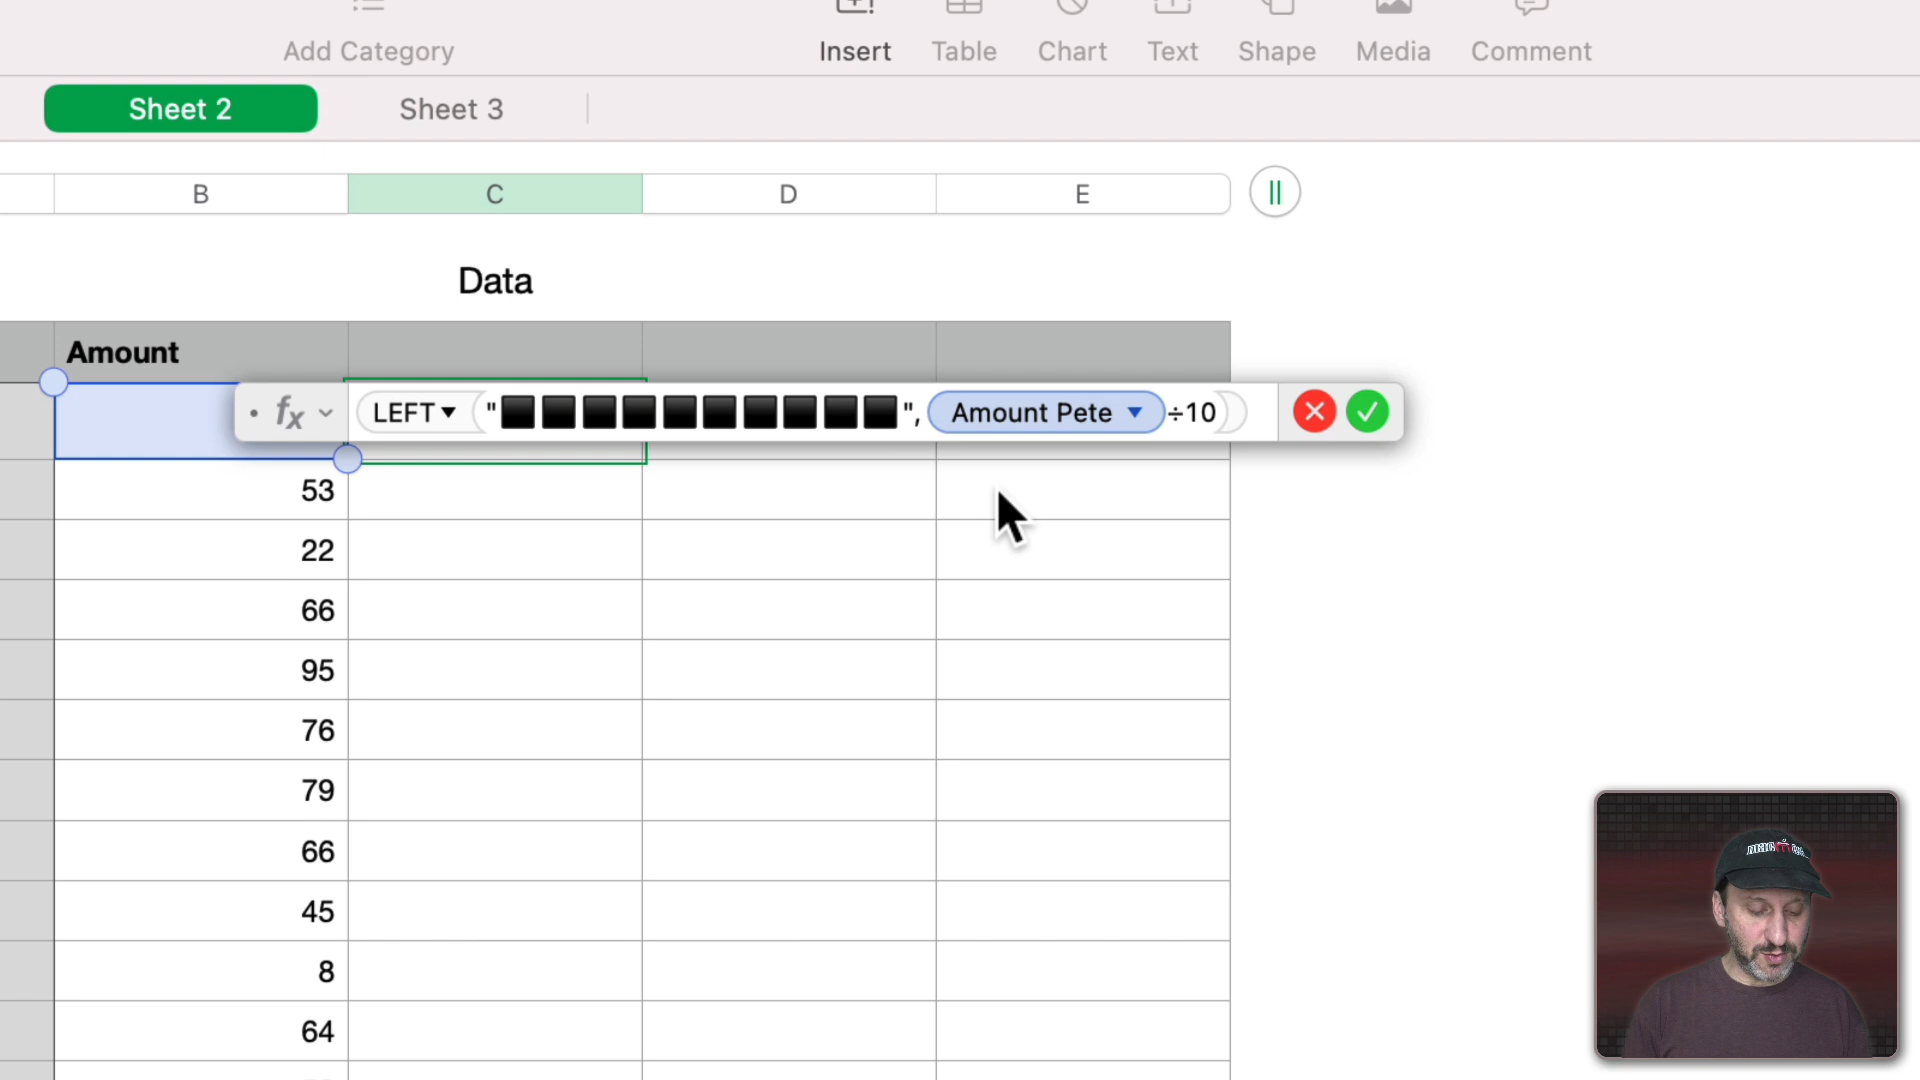 Add Category Insert Table Chart Text Shape Media Comment
Sheet 2 Sheet 3
B C D E
Data
Amount
fx LEFT ("⬛⬛⬛⬛⬛⬛⬛⬛⬛⬛", Amount Pete ÷10)
53
22
66
95
76
79
66
45
8
64